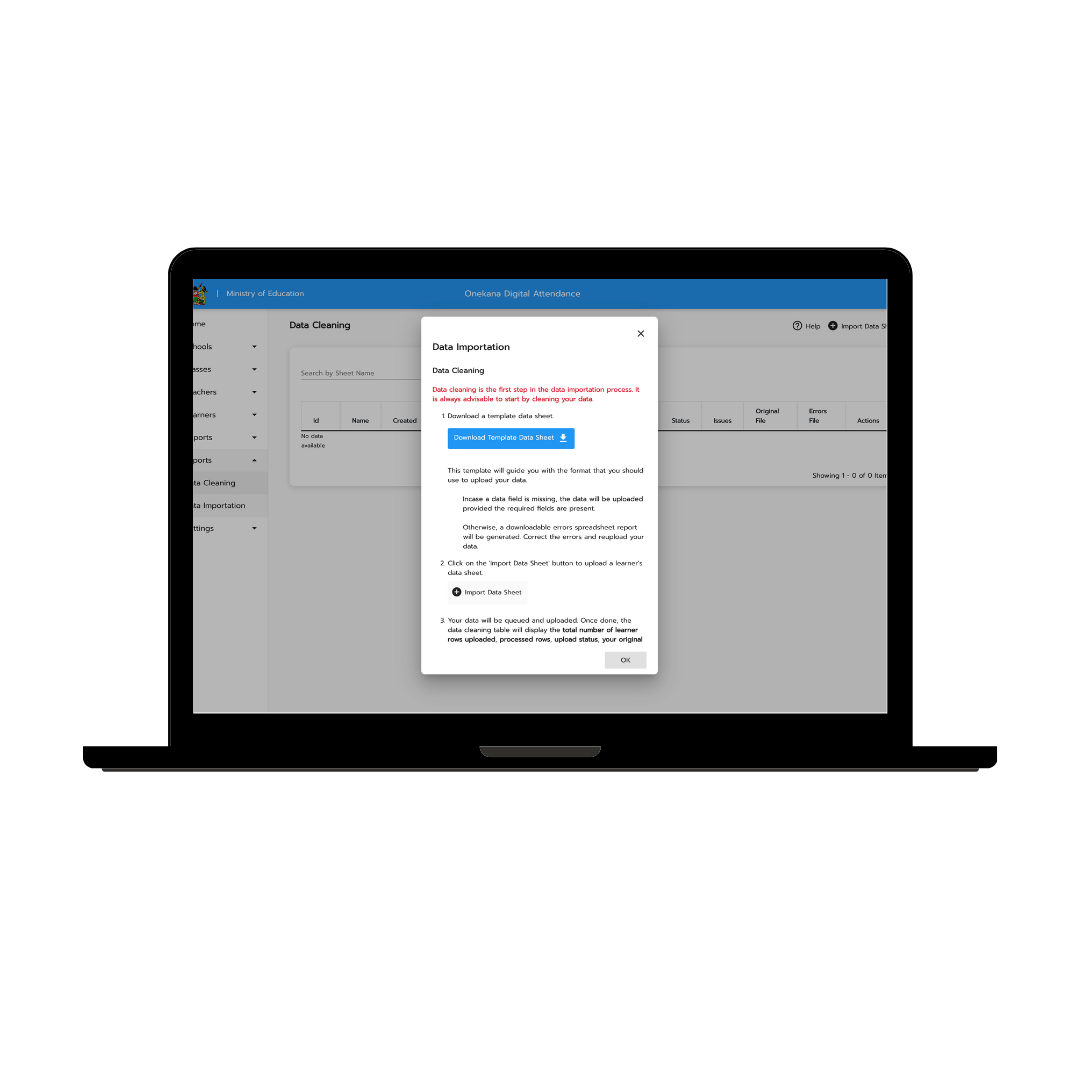 | Ministry of Education
Onekana Digital Attendance
ome
hools
asses
achers
arners
ports
ports
ta Cleaning
ta Importation
ttings
Data Cleaning
Help
Import Data Sh
Search by Sheet Name
Id
Name
Created
Status
Issues
Original
File
Errors
File
Actions
No data
available
Showing 1 - 0 of 0 Item
Data Importation
Data Cleaning
Data cleaning is the first step in the data importation process. It
is always advisable to start by cleaning your data.
1. Download a template data sheet.
Download Template Data Sheet
This template will guide you with the format that you should
use to upload your data.
Incase a data field is missing, the data will be uploaded
provided the required fields are present.
Otherwise, a downloadable errors spreadsheet report
will be generated. Correct the errors and reupload your
data.
2. Click on the 'Import Data Sheet' button to upload a learner's
data sheet.
Import Data Sheet
3. Your data will be queued and uploaded. Once done, the
data cleaning table will display the total number of learner
rows uploaded, processed rows, upload status, your original
OK